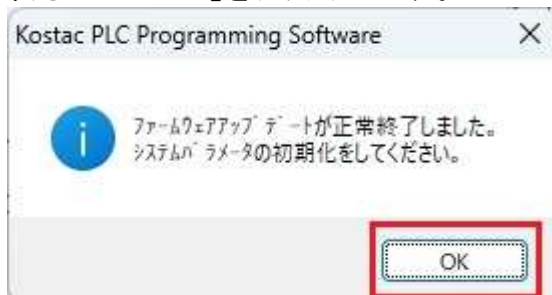 Kostac PLC Programming Software
ﾌｧｰﾑｳｪｱｱｯﾌﾟﾃﾞｰﾄが正常終了しました。
ｼｽﾃﾑﾊﾟﾗﾒｰﾀの初期化をしてください。
OK